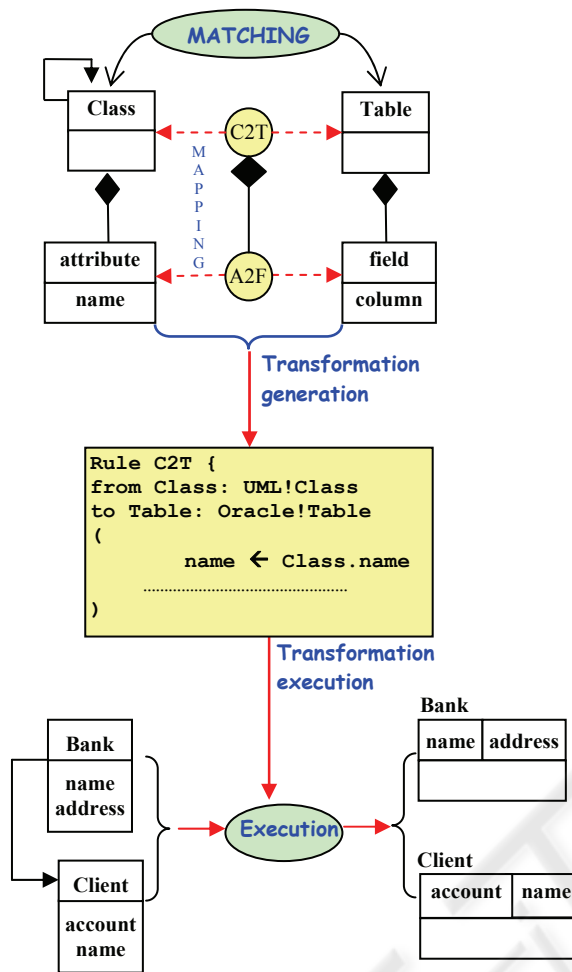 MATCHING
Class
Table
C2T
MAPPING
attribute
name
A2F
field
column
Transformation
generation
Rule C2T {
from Class: UML!Class
to Table: Oracle!Table
(
name ← Class.name
................................................
)
Transformation
execution
Bank
name
address
Client
account
name
Execution
Bank
name address
Client
account name